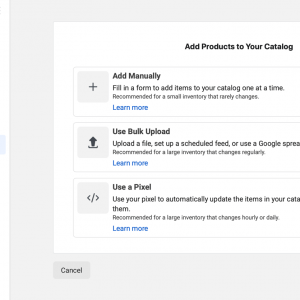 Add Products to Your Catalog
Add Manually
Fill in a form to add items to your catalog one at a time.
Recommended for a small inventory that rarely changes.
Learn more
Use Bulk Upload
Upload a file, set up a scheduled feed, or use a Google
Recommended for a large inventory that changes regularly.
Learn more
Use a Pixel
Use your pixel to automatically update the items in your
them.
Recommended for a large inventory that changes hourly or daily.
Learn more
Cancel